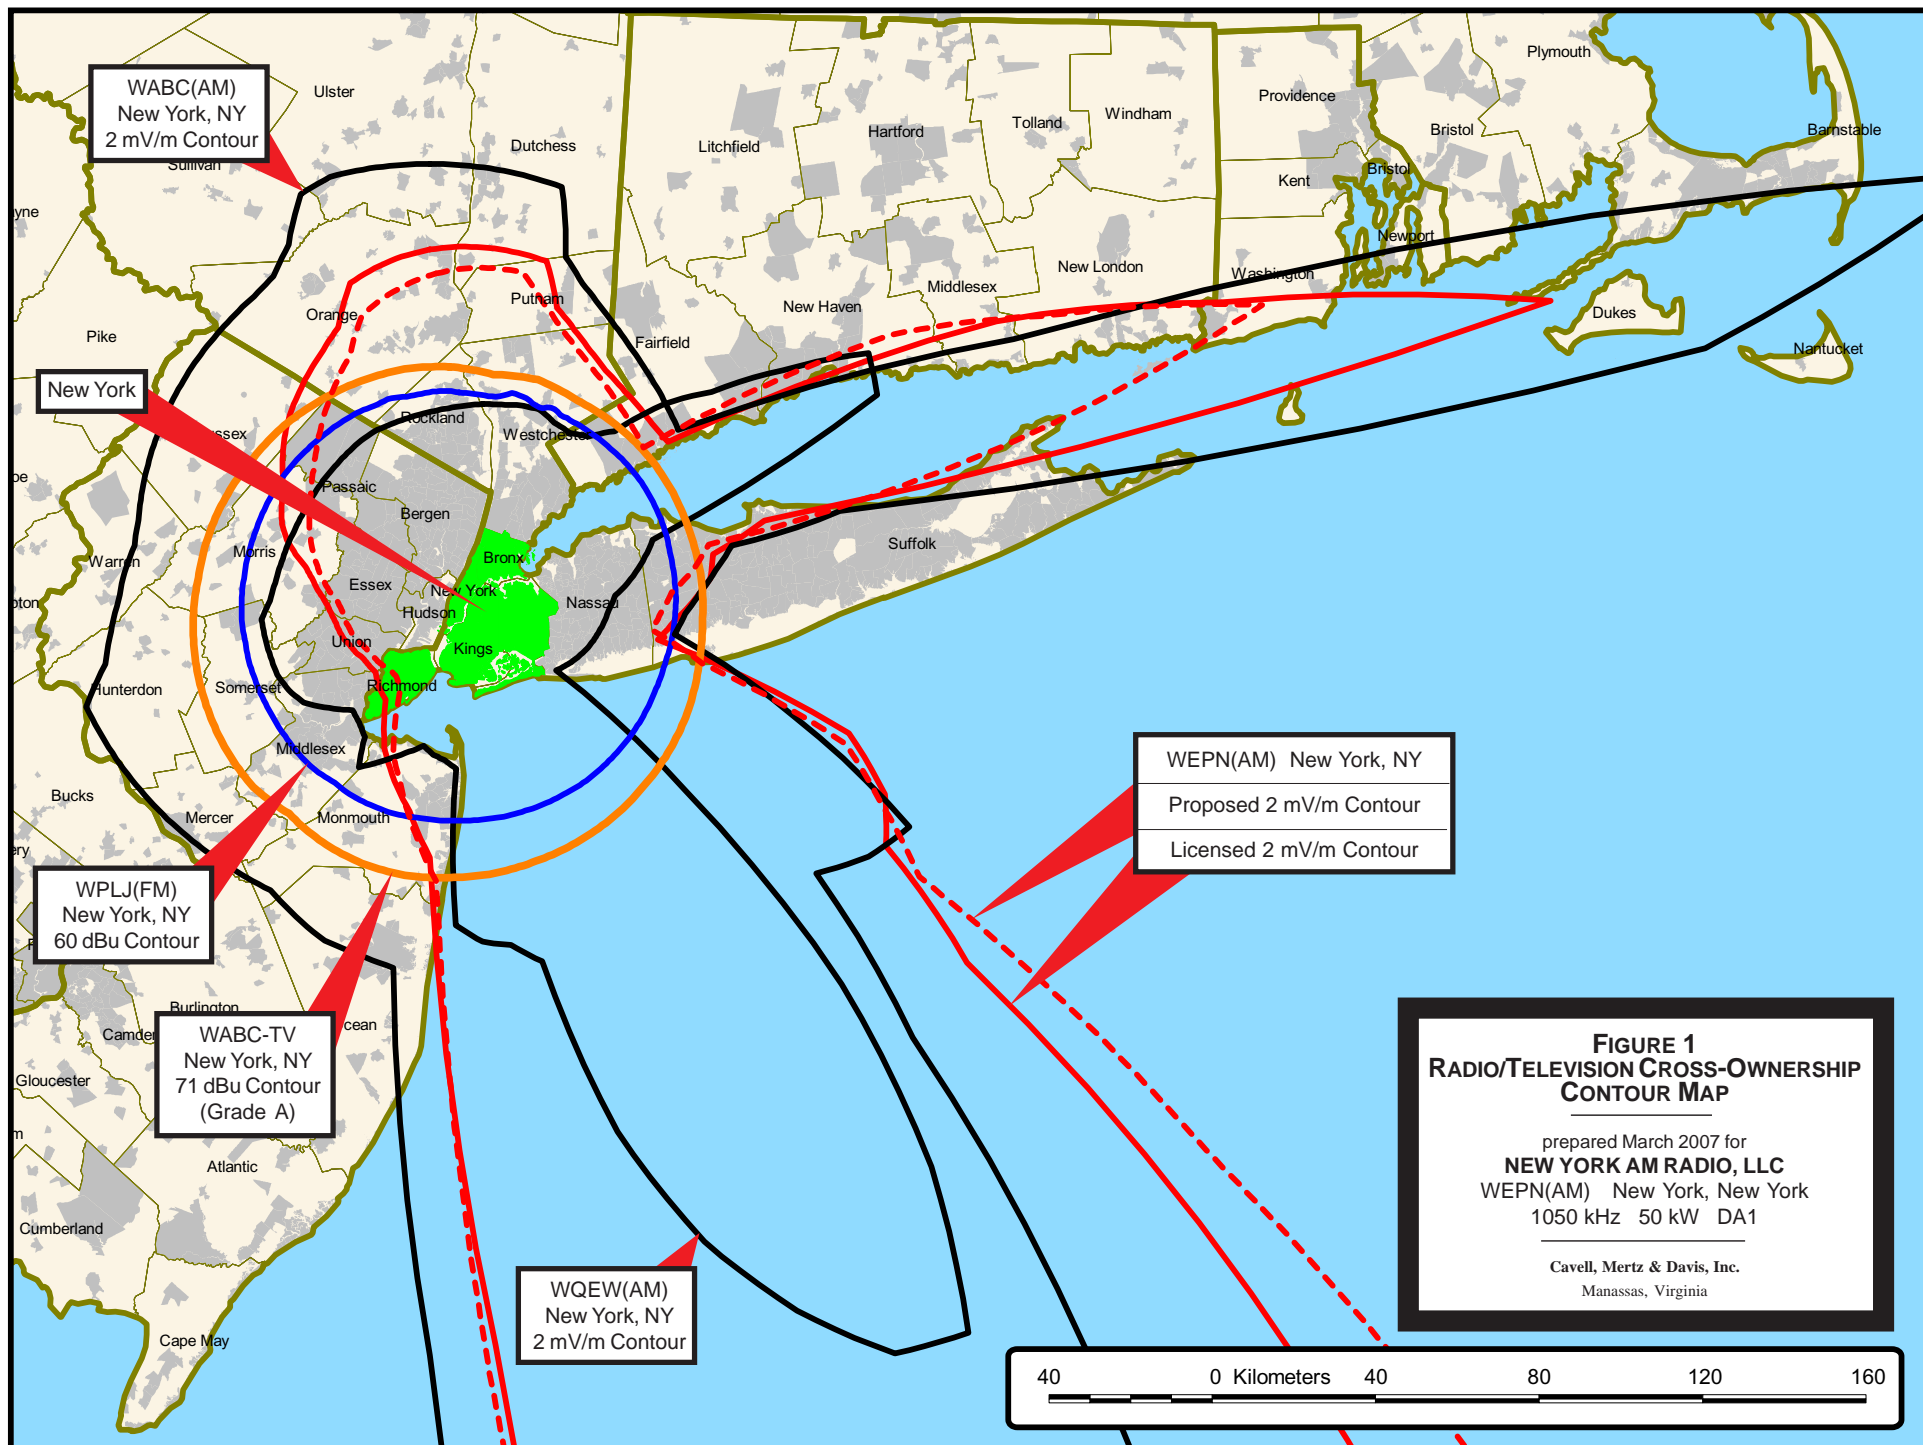 Plymouth
Ulster
WABC(AM)
New York, NY
2 mV/m Contour
Sullivan
Dutchess
Litchfield
Hartford
Tolland
Windham
Providence
Bristol
Barnstable
Bristol
Kent
yne
Newport
Washington
New London
Middlesex
New Haven
Putnam
Orange
Dukes
Pike
Fairfield
Nantucket
New York
Rockland
Westchester
ssex
Passaic
Bergen
oe
Morris
Bronx
Suffolk
Warren
Essex
New York
Nassau
Hudson
oton
Union
Kings
Hunterdon
Somerset
Richmond
Middlesex
WEPN(AM) New York, NY
Proposed 2 mV/m Contour
Licensed 2 mV/m Contour
Bucks
Mercer
Monmouth
ery
WPLJ(FM)
New York, NY
60 dBu Contour
Burlington
Camden
cean
WABC-TV
New York, NY
71 dBu Contour
(Grade A)
Gloucester
m
Atlantic
Cumberland
Cape May
WQEW(AM)
New York, NY
2 mV/m Contour
FIGURE 1
RADIO/TELEVISION CROSS-OWNERSHIP
CONTOUR MAP
prepared March 2007 for
NEW YORK AM RADIO, LLC
WEPN(AM) New York, New York
1050 kHz 50 kW DA1
Cavell, Mertz & Davis, Inc.
Manassas, Virginia
40 0 Kilometers 40 80 120 160